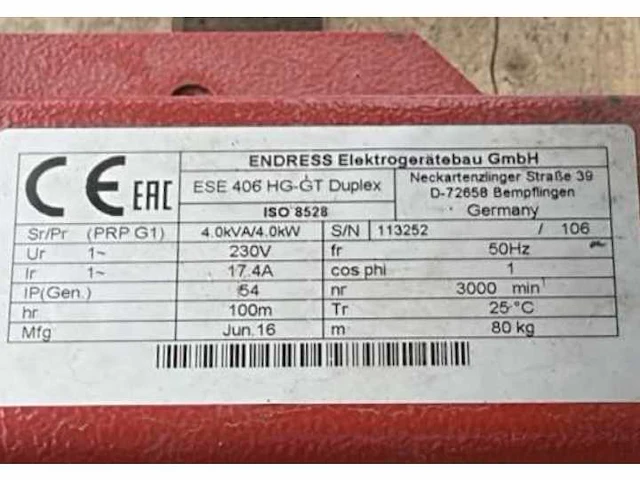 CE EAC
ENDRESS Elektrogerätebau GmbH
ESE 406 HG-GT Duplex
Neckartenzlinger Straße 39
D-72658 Bempflingen
ISO 8528
Germany
Sr/Pr (PRP G1) 4.0kVA/4.0kW S/N 113252 / 106
Ur 1~ 230V fr 50Hz
Ir 1~ 17.4A cos phi 1
IP(Gen.) 54 nr 3000 min¹
hr 100m Tr 25 °C
Mfg Jun.16 m 80 kg